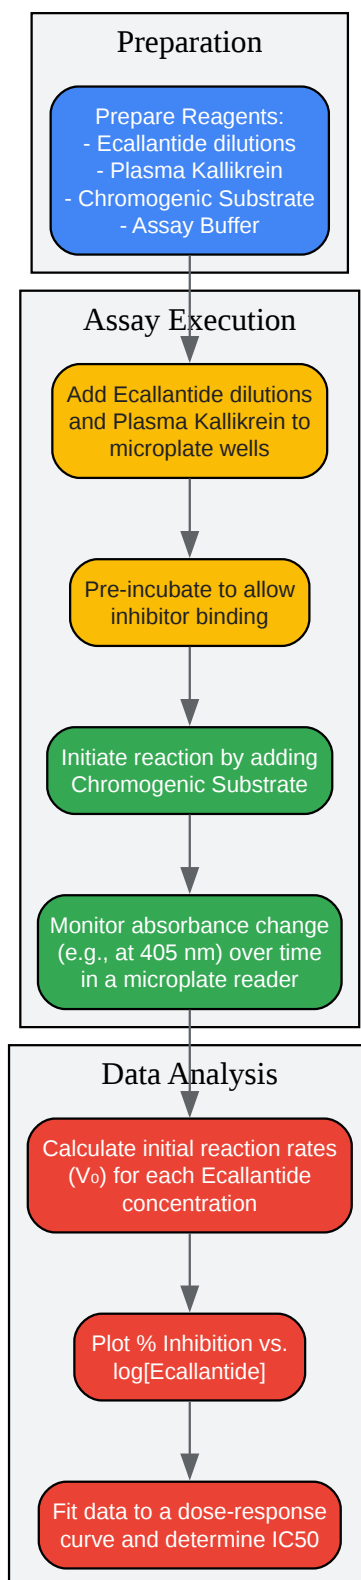 Preparation
Prepare Reagents:
- Ecallantide dilutions
- Plasma Kallikrein
- Chromogenic Substrate
- Assay Buffer
Assay Execution
Add Ecallantide dilutions
and Plasma Kallikrein to
microplate wells
Pre-incubate to allow
inhibitor binding
Initiate reaction by adding
Chromogenic Substrate
Monitor absorbance change
(e.g., at 405 nm) over time
in a microplate reader
Data Analysis
Calculate initial reaction rates
(V₀) for each Ecallantide
concentration
Plot % Inhibition vs.
log[Ecallantide]
Fit data to a dose-response
curve and determine IC50